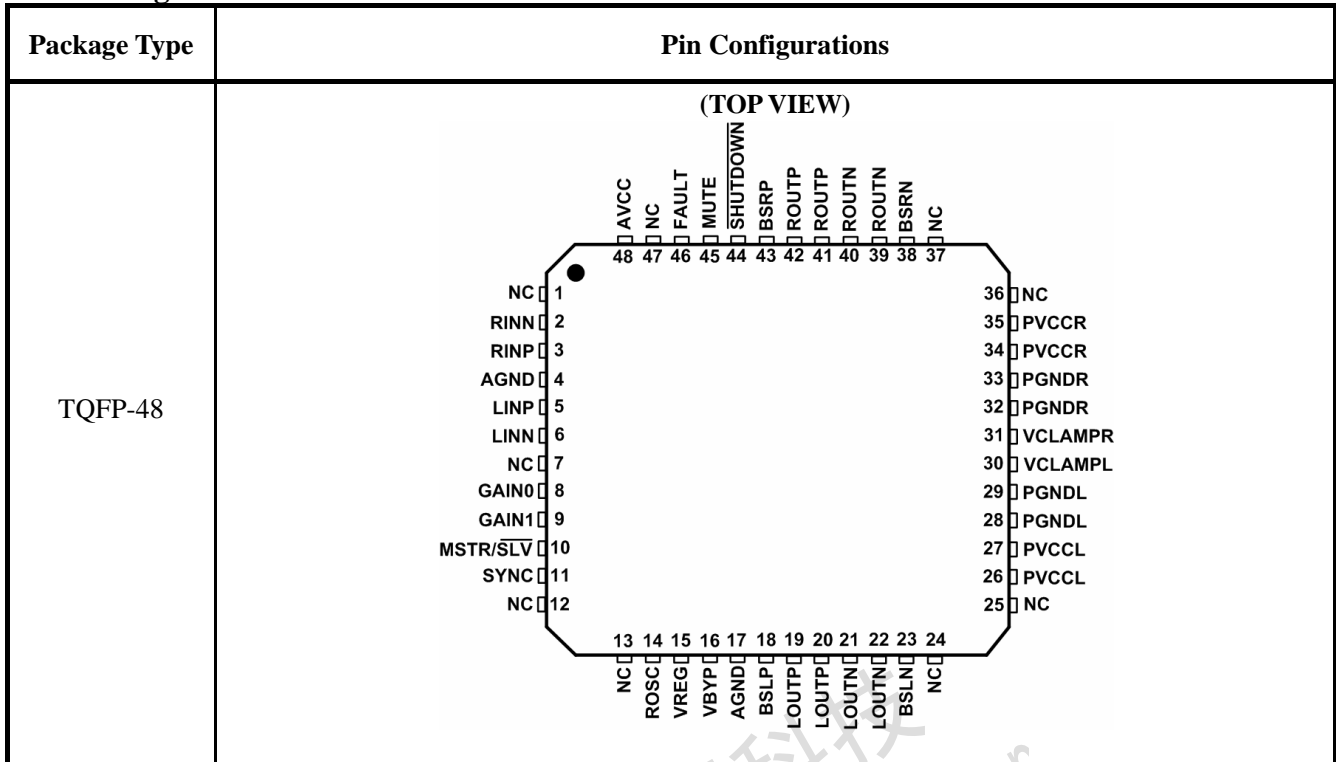 Package Type
Pin Configurations
(TOP VIEW)
TQFP-48
AVCC
NC
FAULT
MUTE
SHUTDOWN
BSRP
ROUTP
ROUTP
ROUTN
ROUTN
BSRN
NC
48 47 46 45 44 43 42 41 40 39 38 37
NC 1
RINN 2
RINP 3
AGND 4
LINP 5
LINN 6
NC 7
GAIN0 8
GAIN1 9
MSTR/SLV 10
SYNC 11
NC 12
36 NC
35 PVCCR
34 PVCCR
33 PGNDR
32 PGNDR
31 VCLAMPR
30 VCLAMPL
29 PGNDL
28 PGNDL
27 PVCCL
26 PVCCL
25 NC
13 14 15 16 17 18 19 20 21 22 23 24
NC
ROSC
VREG
VBYP
AGND
BSLP
LOUTP
LOUTP
LOUTN
LOUTN
BSLN
NC
科技